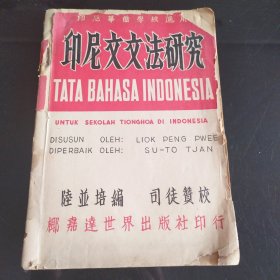 印尼華僑學校適用
印尼文文法研究
TATA BAHASA INDONESIA
UNTUK SEKOLAH TIONGHOA DI INDONESIA
DISUSUN OLEH: LIOK PENG PWEE
DIPERBAIK OLEH: SU-TO TJAN
陸並培編 司徒贊校
椰嘉達世界出版社印行